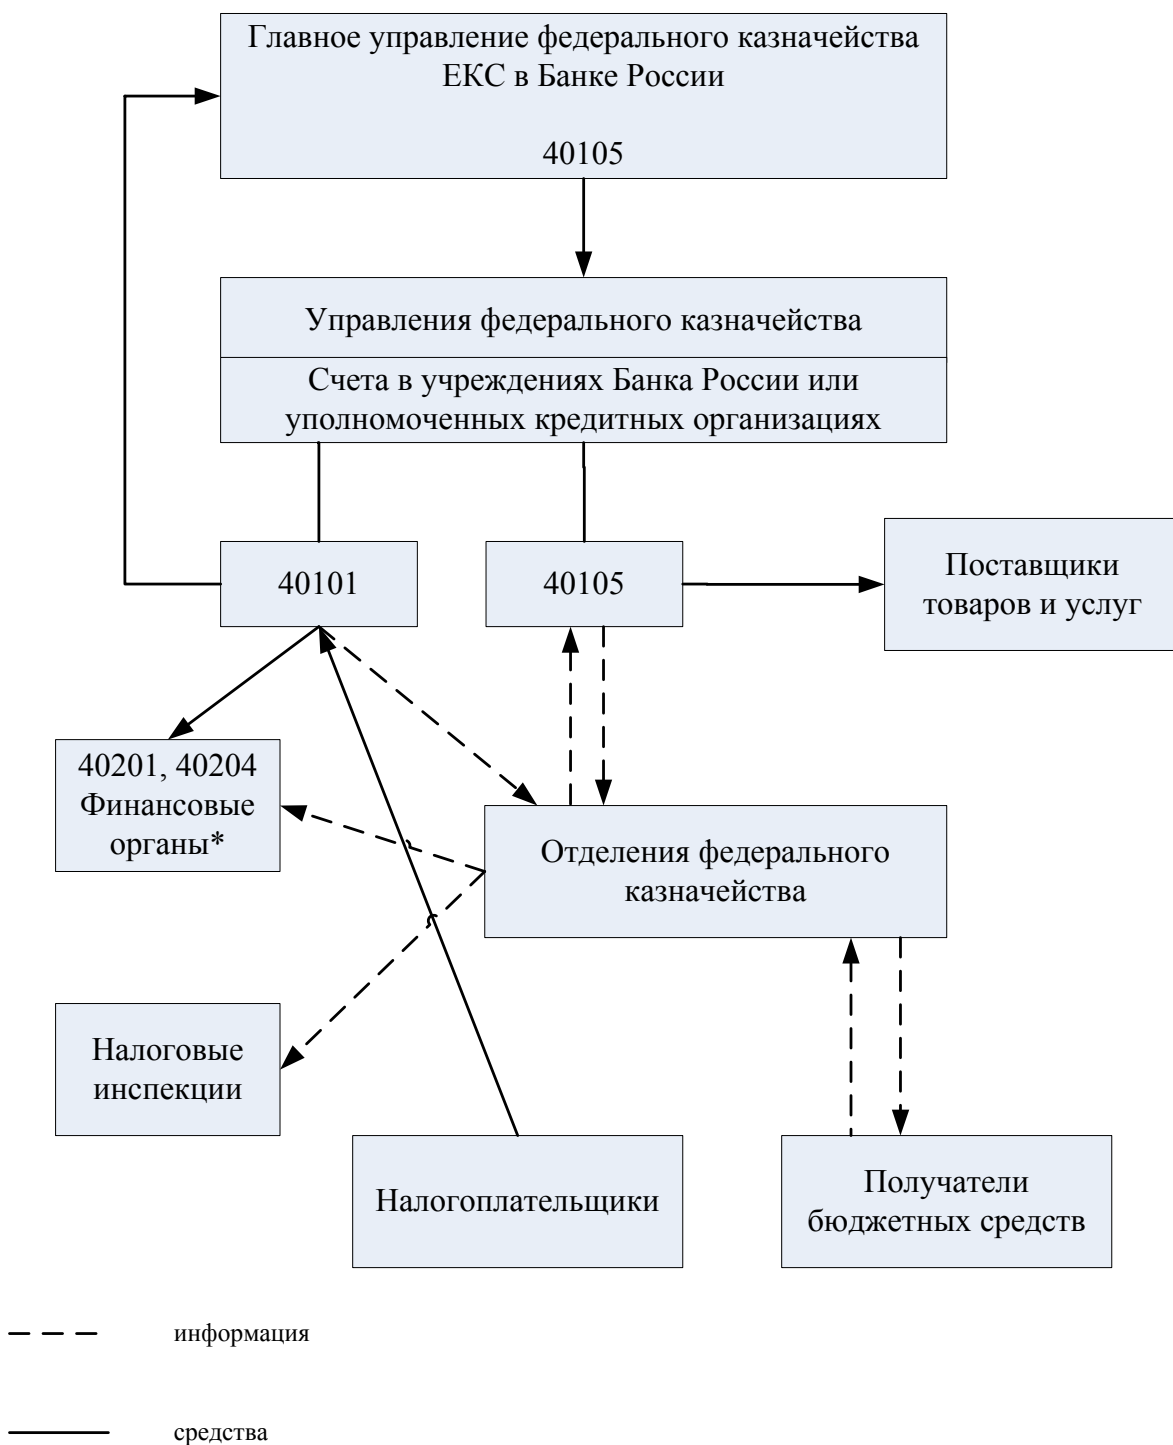 Главное управление федерального казначейства
ЕКС в Банке России
40105
Управления федерального казначейства
Счета в учреждениях Банка России или
уполномоченных кредитных организациях
40101
40105
Поставщики
товаров и услуг
40201, 40204
Финансовые
органы*
Отделения федерального
казначейства
Налоговые
инспекции
Налогоплательщики
Получатели
бюджетных средств
информация
средства